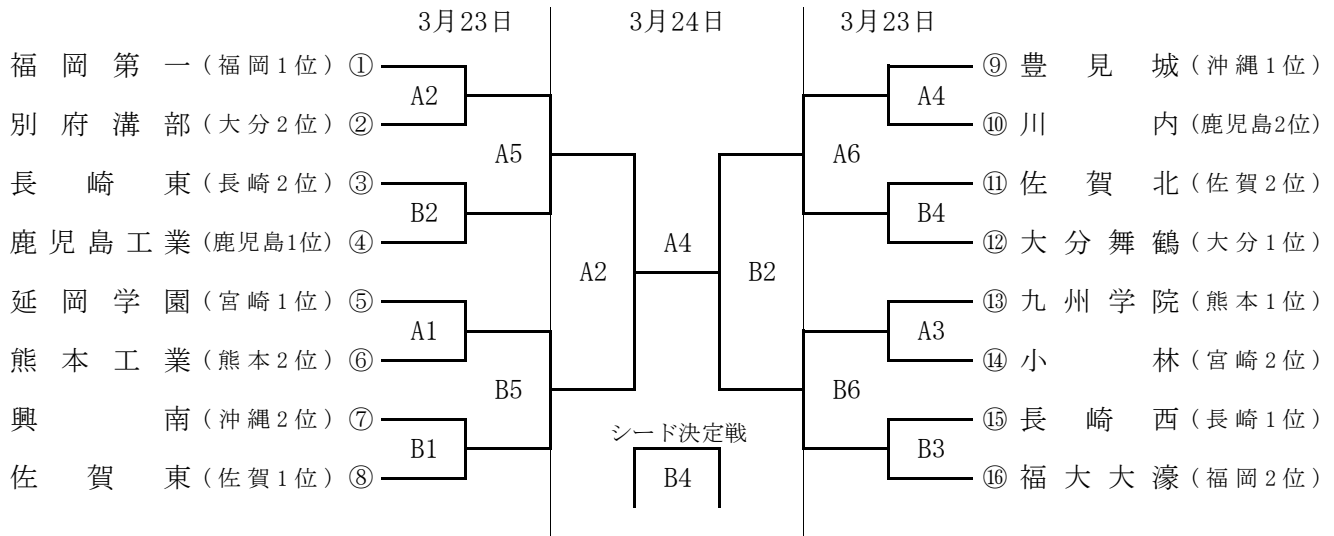 3月23日 3月24日 3月23日
福岡第一(福岡1位) ① ⑨ 豊見城(沖縄1位)
A2 A4
別府溝部(大分2位) ② ⑩ 川内(鹿児島2位)
A5 A6
長崎東(長崎2位) ③ ⑪ 佐賀北(佐賀2位)
B2 B4
鹿児島工業(鹿児島1位) ④ A4 ⑫ 大分舞鶴(大分1位)
A2 B2
延岡学園(宮崎1位) ⑤ ⑬ 九州学院(熊本1位)
A1 A3
熊本工業(熊本2位) ⑥ ⑭ 小林(宮崎2位)
B5 B6
興南(沖縄2位) ⑦ シード決定戦 ⑮ 長崎西(長崎1位)
B1 B3
佐賀東(佐賀1位) ⑧ B4 ⑯ 福大大濠(福岡2位)